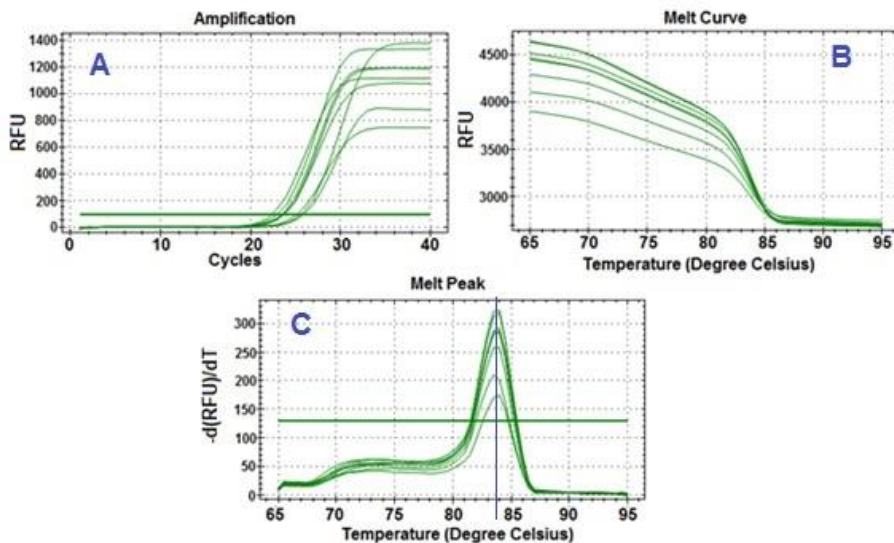 Amplification
A
RFU
1400
1200
1000
800
600
400
200
0
0 10 20 30 40
Cycles
Melt Curve
B
RFU
4500
4000
3500
3000
65 70 75 80 85 90 95
Temperature (Degree Celsius)
Melt Peak
C
-d(RFU)/dT
300
250
200
150
100
50
0
65 70 75 80 85 90 95
Temperature (Degree Celsius)